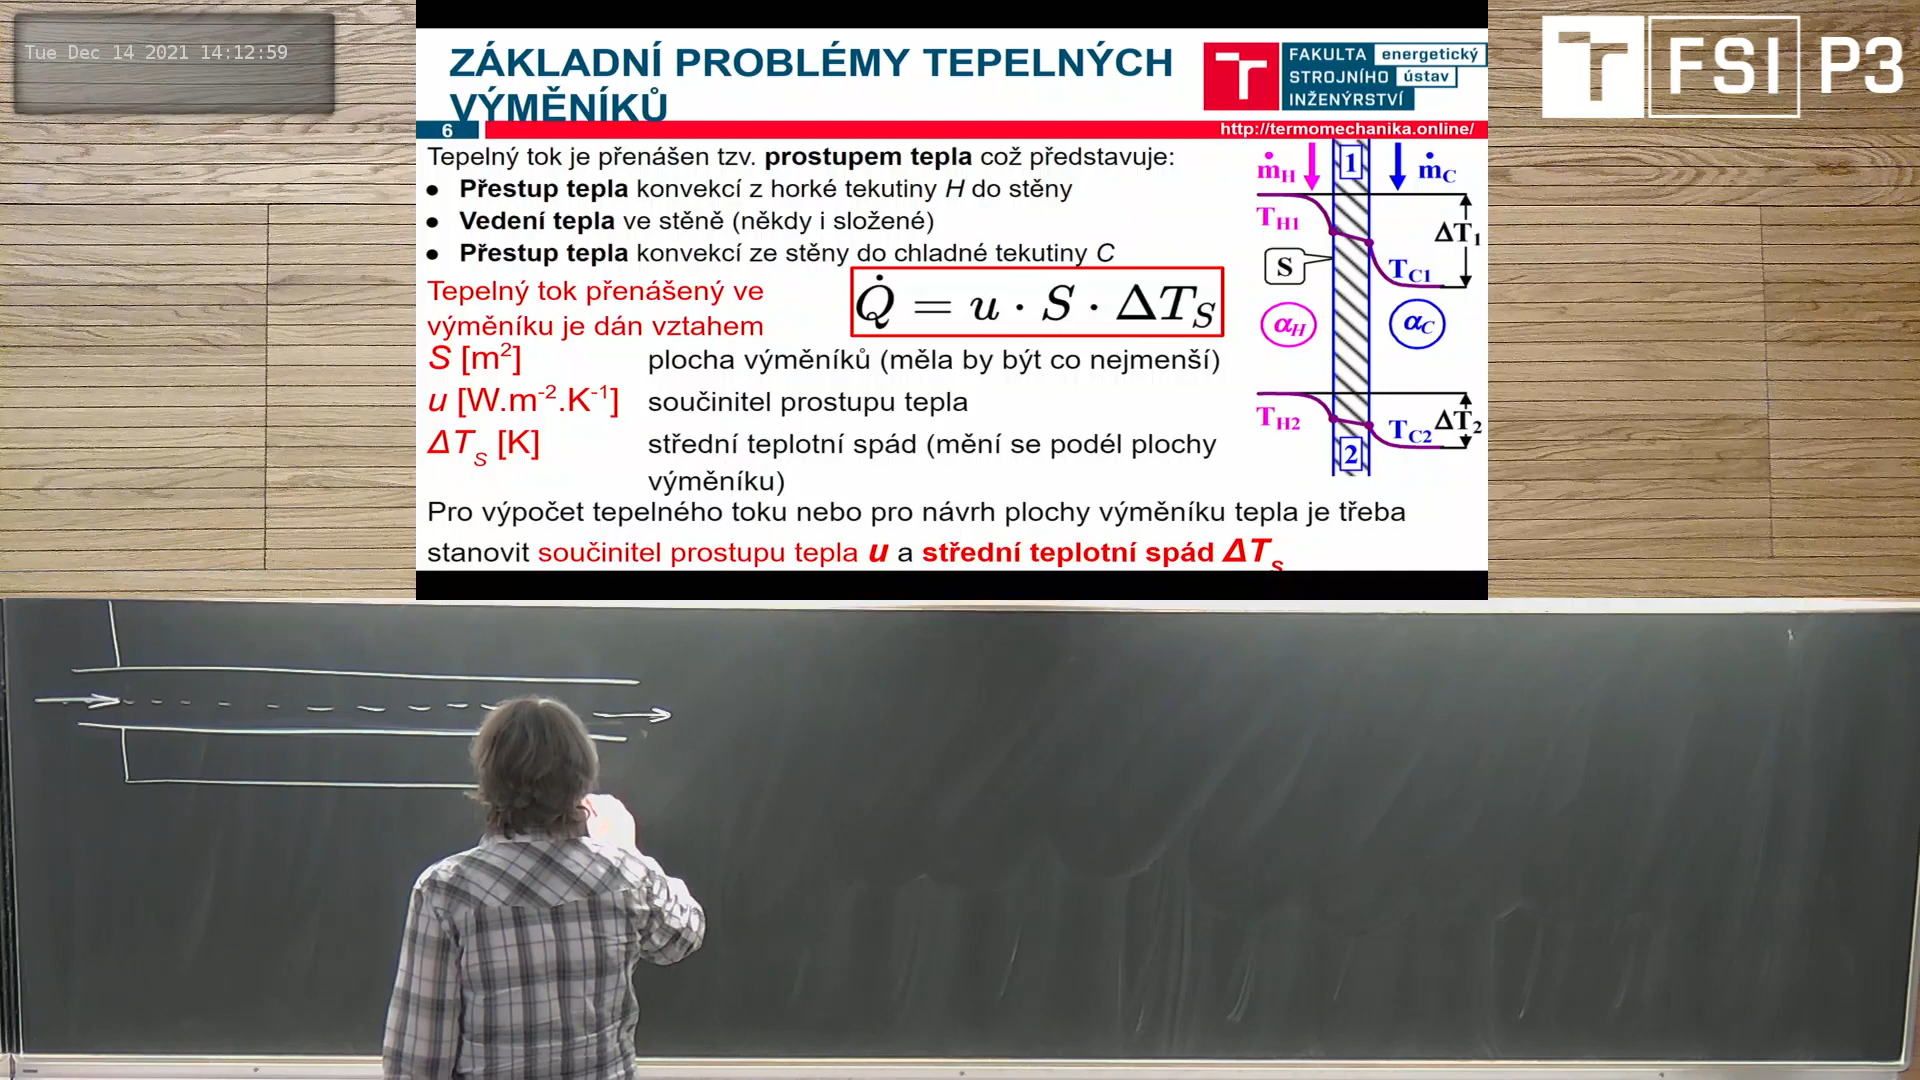 Tue Dec 14 2021 14:12:59
ZÁKLADNÍ PROBLÉMY TEPELNÝCH
VÝMĚNÍKŮ
FAKULTA energetický
STROJNÍHO ústav
INŽENÝRSTVÍ
FSI P3
6
http://termomechanika.online/
Tepelný tok je přenášen tzv. prostupem tepla což představuje:
● Přestup tepla konvekcí z horké tekutiny H do stěny
● Vedení tepla ve stěně (někdy i složené)
● Přestup tepla konvekcí ze stěny do chladné tekutiny C
Tepelný tok přenášený ve
výměníku je dán vztahem
Q̇ = u · S · ΔT_S
S [m²] plocha výměníků (měla by být co nejmenší)
u [W.m⁻².K⁻¹] součinitel prostupu tepla
ΔT_S [K] střední teplotní spád (mění se podél plochy
výměníku)
Pro výpočet tepelného toku nebo pro návrh plochy výměníku tepla je třeba
stanovit součinitel prostupu tepla u a střední teplotní spád ΔT_S
ṁ_H 1 ṁ_C
T_H1 ΔT₁
S T_C1
α_H α_C
T_H2 T_C2 ΔT₂
2